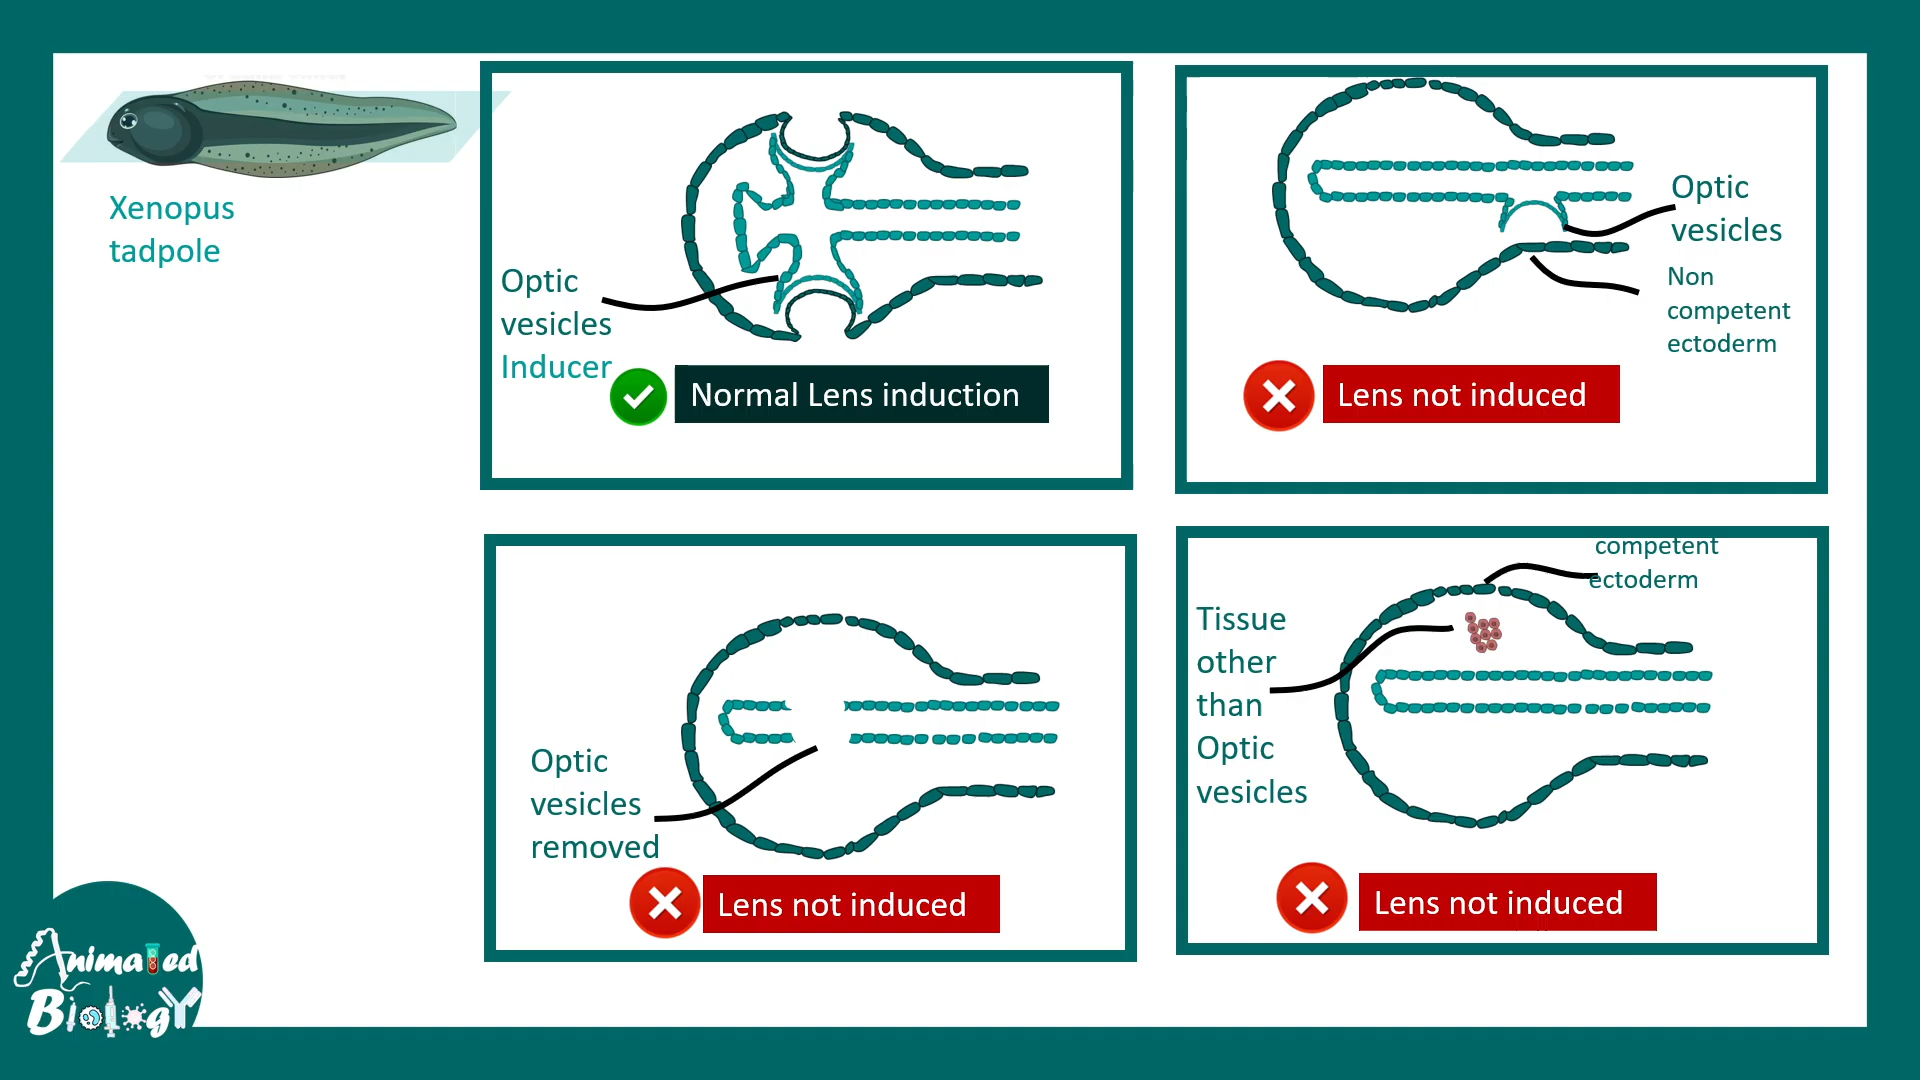 Xenopus
tadpole
Optic
vesicles
Inducer
Normal Lens induction
Optic
vesicles
Non
competent
ectoderm
Lens not induced
Optic
vesicles
removed
Lens not induced
competent
ectoderm
Tissue
other
than
Optic
vesicles
Lens not induced
Animated
Biology